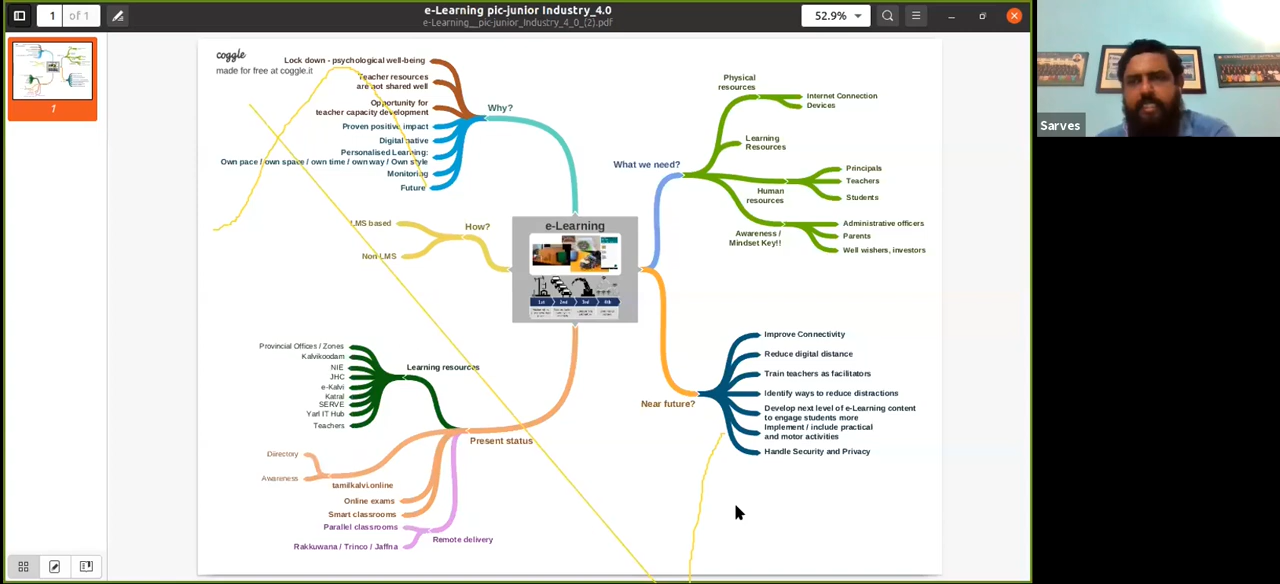 1
of 1
e-Learning pic-junior Industry_4.0
e-Learning__pic-junior_Industry_4_0_(2).pdf
52.9%
1
coggle
made for free at coggle.it
Lock down - psychological well-being
Teacher resources
are not shared well
Opportunity for
teacher capacity development
Proven positive impact
Digital native
Personalised Learning:
Own pace / own space / own time / own way / Own style
Monitoring
Future
Why?
LMS based
Non LMS
How?
e-Learning
1st
2nd
3rd
4th
What we need?
Physical
resources
Internet Connection
Devices
Learning
Resources
Human
resources
Principals
Teachers
Students
Awareness /
Mindset Key!!
Administrative officers
Parents
Well wishers, investors
Near future?
Improve Connectivity
Reduce digital distance
Train teachers as facilitators
Identify ways to reduce distractions
Develop next level of e-Learning content
to engage students more
Implement / include practical
and motor activities
Handle Security and Privacy
Present status
Learning resources
Provincial Offices / Zones
Kalvikoodam
NIE
JHC
e-Kalvi
Katral
SERVE
Yarl IT Hub
Teachers
Directory
Awareness
tamilkalvi.online
Online exams
Smart classrooms
Parallel classrooms
Rakkuwana / Trinco / Jaffna
Remote delivery
Sarves